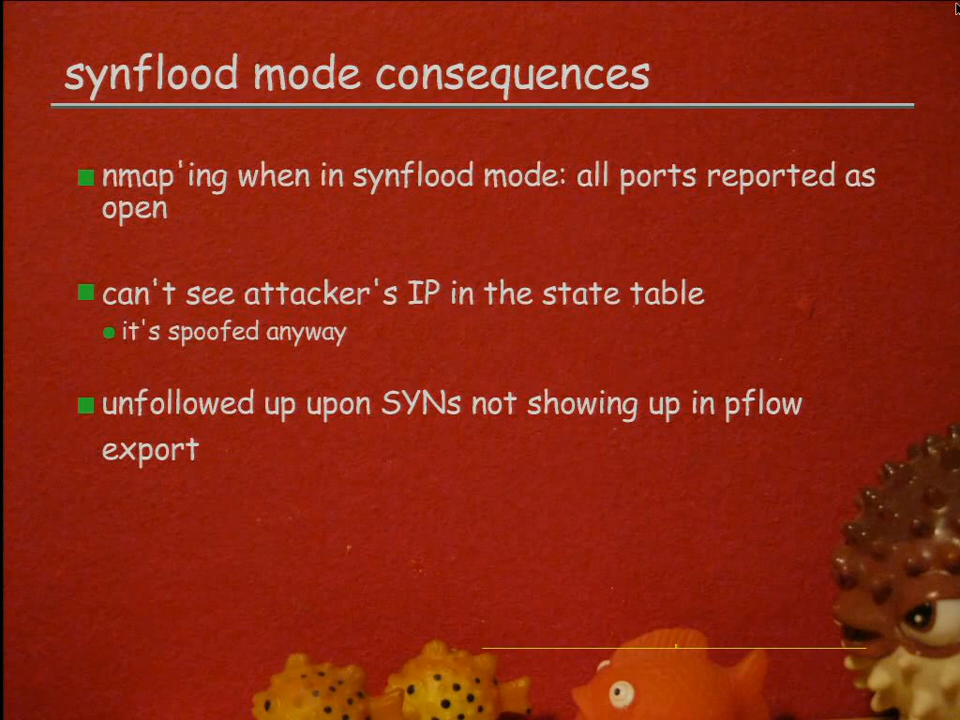 synflood mode consequences
nmap'ing when in synflood mode: all ports reported as
open
can't see attacker's IP in the state table
it's spoofed anyway
unfollowed up upon SYNs not showing up in pflow
export